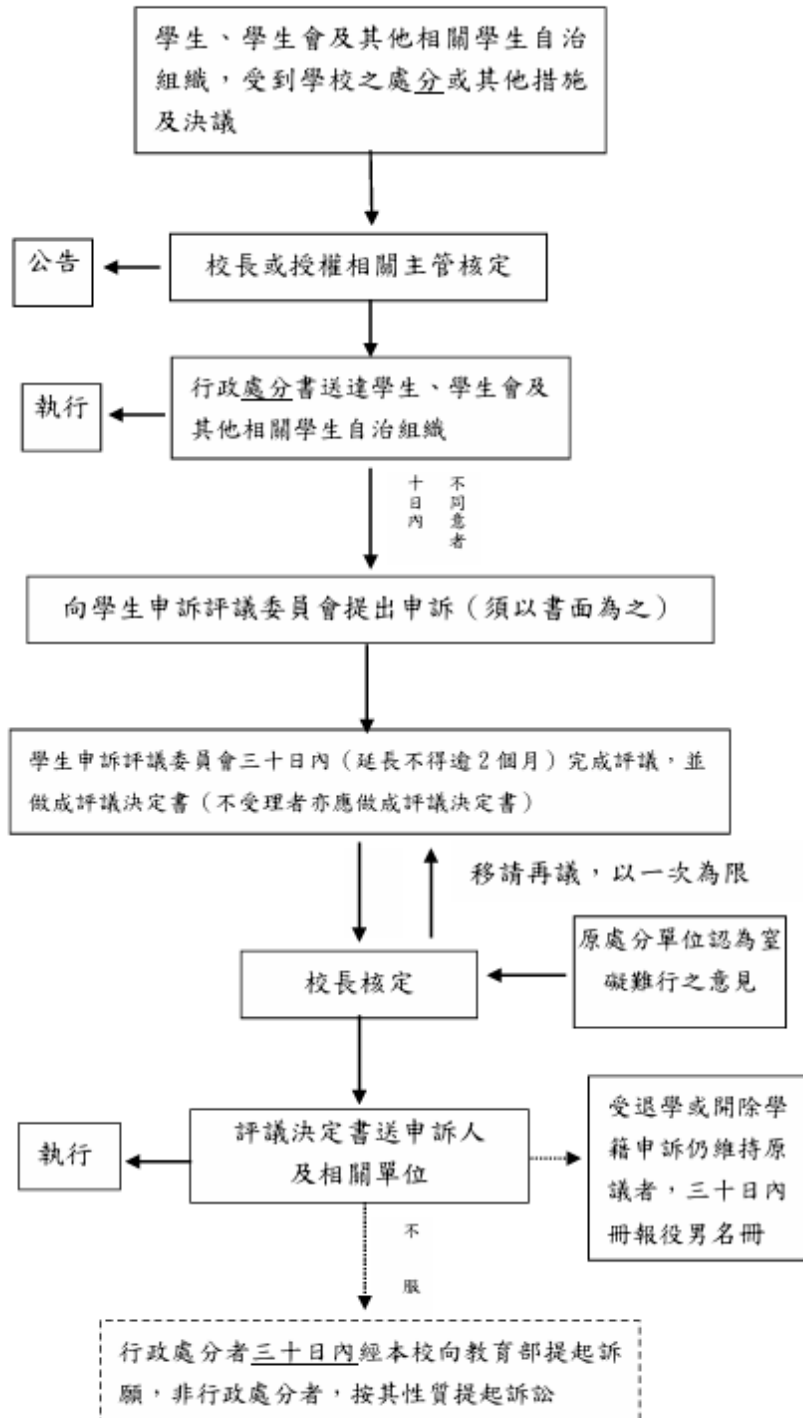 學生、學生會及其他相關學生自治
組織，受到學校之處分或其他措施
及決議
公告
校長或授權相關主管核定
執行
行政處分書送達學生、學生會及
其他相關學生自治組織
不同意者
十日內
向學生申訴評議委員會提出申訴（須以書面為之）
學生申訴評議委員會三十日內（延長不得逾2個月）完成評議，並
做成評議決定書（不受理者亦應做成評議決定書）
移請再議，以一次為限
原處分單位認為窒
礙難行之意見
校長核定
執行
評議決定書送申訴人
及相關單位
受退學或開除學
籍申訴仍維持原
議者，三十日內
冊報役男名冊
不服
行政處分者三十日內經本校向教育部提起訴
願，非行政處分者，按其性質提起訴訟